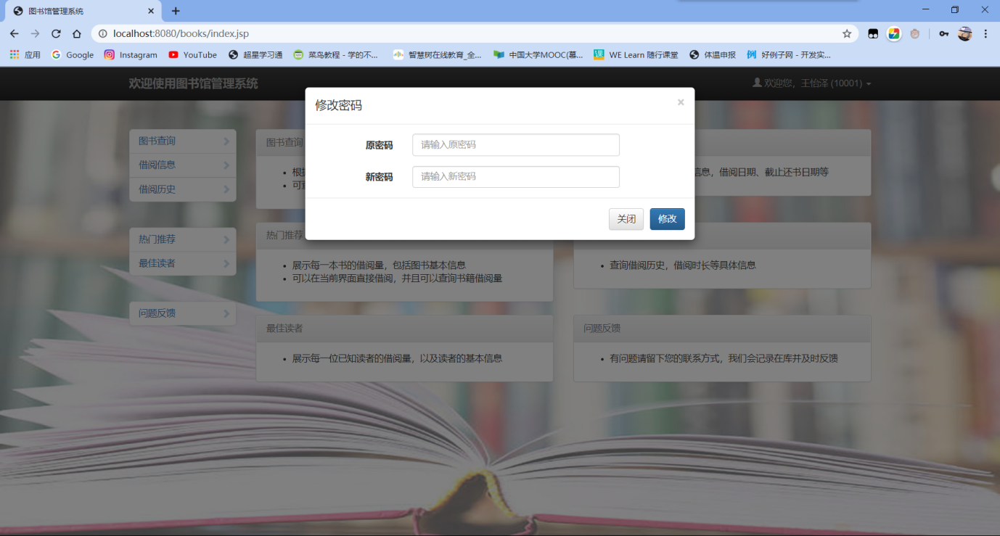 图书馆管理系统
localhost:8080/books/index.jsp
应用 Google Instagram YouTube 超星学习通 菜鸟教程 - 学的不... 智慧树在线教育_全... 中国大学MOOC(慕... WE Learn 随行课堂 体温申报 好例子网 - 开发实...
欢迎使用图书馆管理系统 欢迎您，王怡泽 (10001)
修改密码 ×
原密码 请输入原密码
新密码 请输入新密码
关闭 修改
图书查询
借阅信息
借阅历史
热门推荐
最佳读者
问题反馈
图书查询
信息，借阅日期、截止还书日期等
热门推荐
展示每一本书的借阅量，包括图书基本信息
可以在当前界面直接借阅，并且可以查询书籍借阅量
查询借阅历史，借阅时长等具体信息
最佳读者
展示每一位已知读者的借阅量，以及读者的基本信息
问题反馈
有问题请留下您的联系方式，我们会记录在库并及时反馈